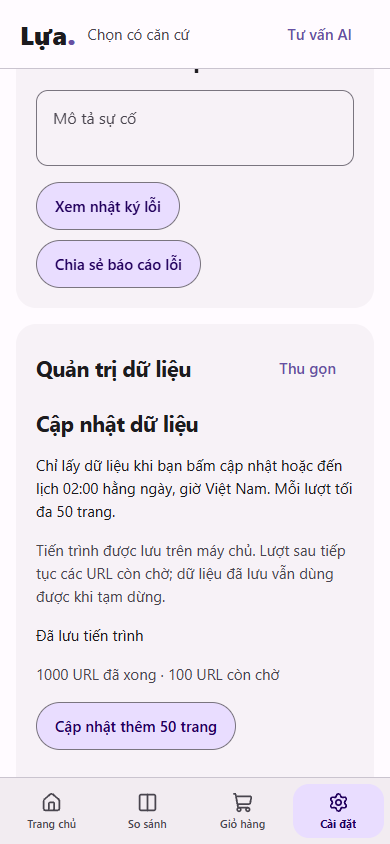 Lựa. Chọn có căn cứ Tư vấn AI
Mô tả sự cố
Xem nhật ký lỗi
Chia sẻ báo cáo lỗi
Quản trị dữ liệu Thu gọn
Cập nhật dữ liệu
Chỉ lấy dữ liệu khi bạn bấm cập nhật hoặc đến
lịch 02:00 hằng ngày, giờ Việt Nam. Mỗi lượt tối
đa 50 trang.
Tiến trình được lưu trên máy chủ. Lượt sau tiếp
tục các URL còn chờ; dữ liệu đã lưu vẫn dùng
được khi tạm dừng.
Đã lưu tiến trình
1000 URL đã xong · 100 URL còn chờ
Cập nhật thêm 50 trang
Trang chủ So sánh Giỏ hàng Cài đặt